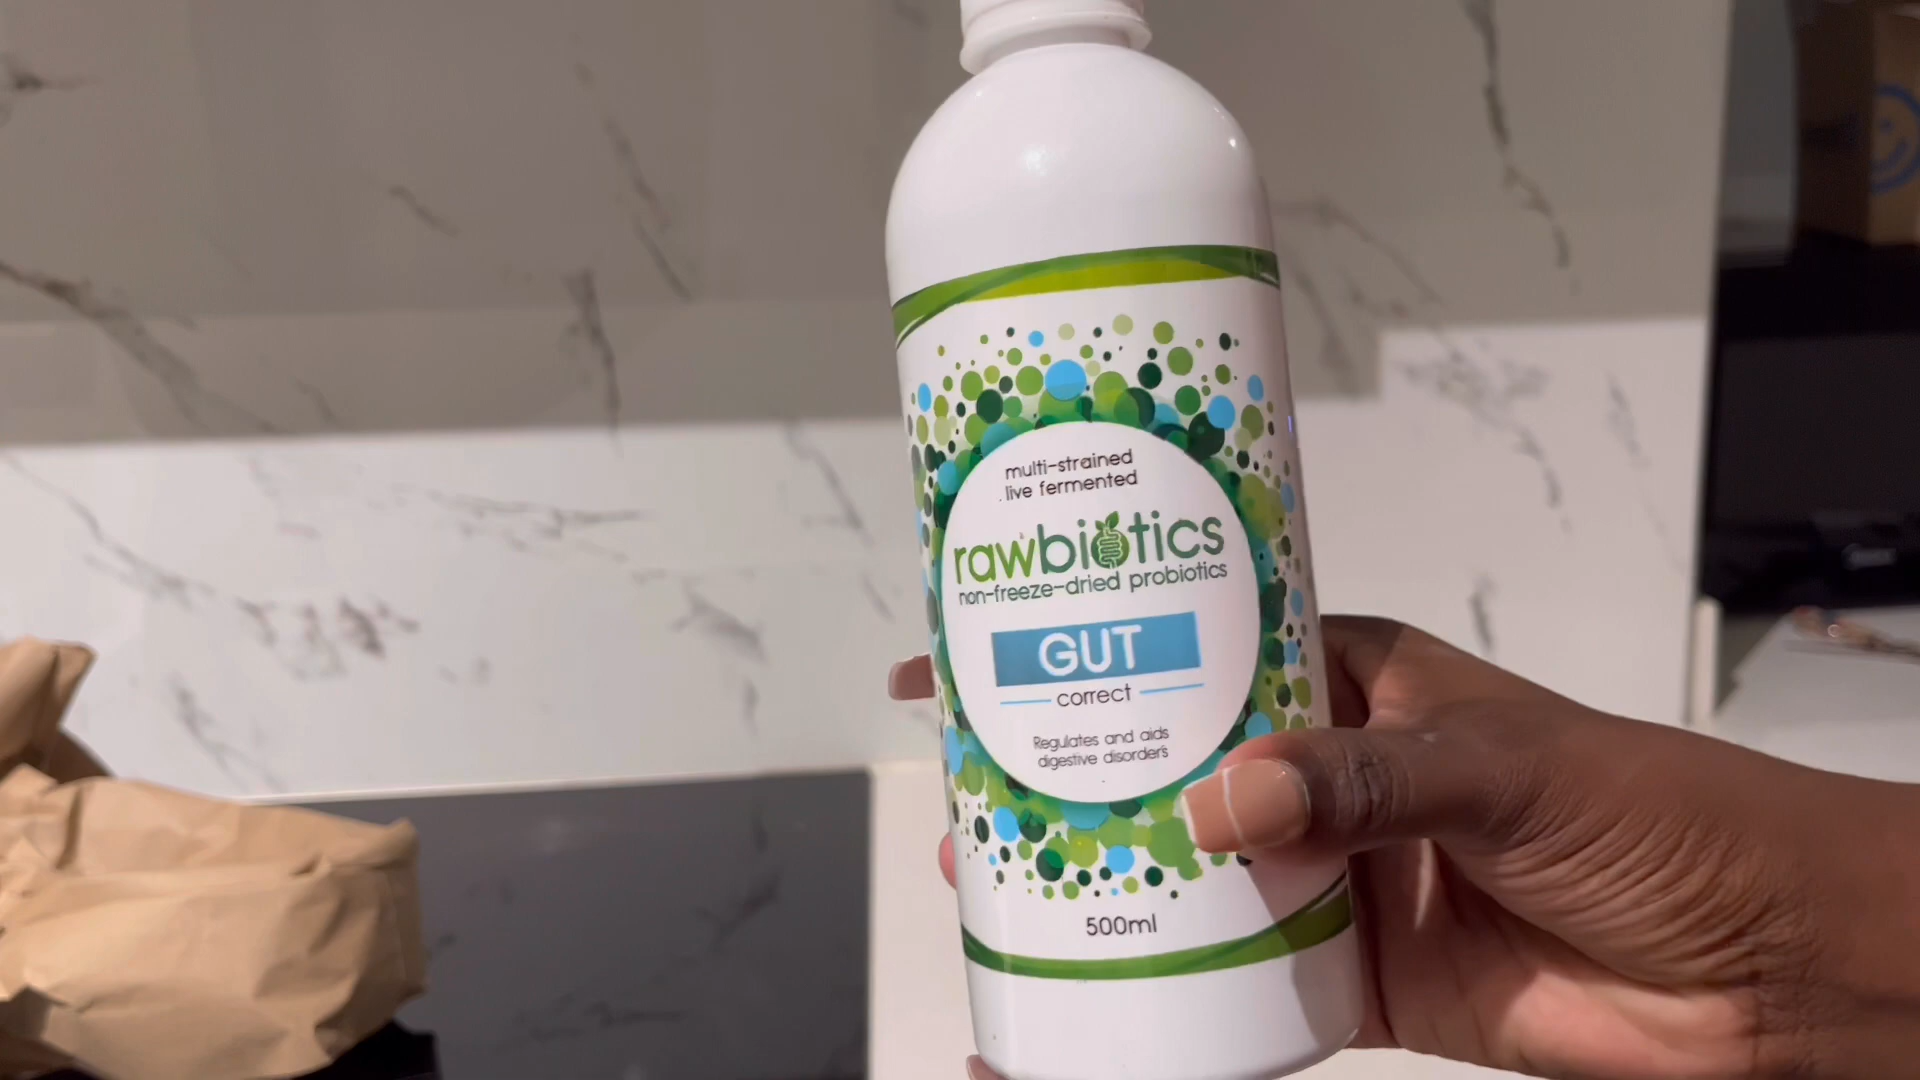 multi-strained
live fermented
rawbiotics
non-freeze-dried probiotics
GUT
correct
Regulates and aids
digestive disorders
500ml